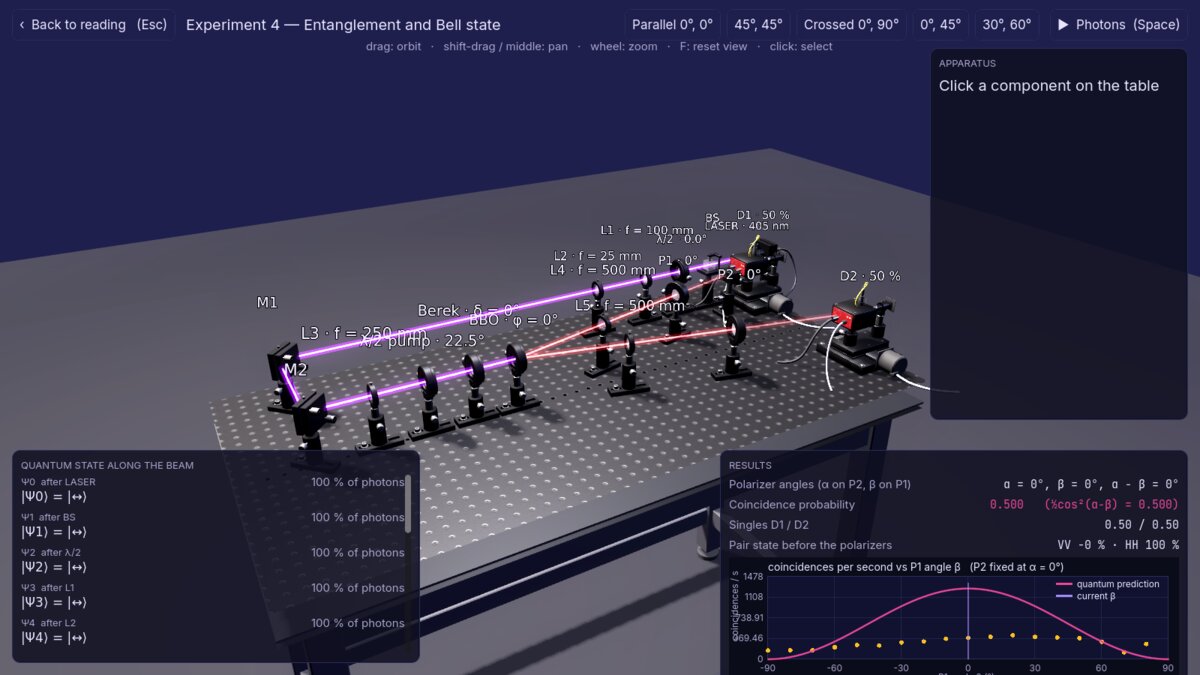 ‹ Back to reading (Esc)
Experiment 4 — Entanglement and Bell state
Parallel 0°, 0°
45°, 45°
Crossed 0°, 90°
0°, 45°
30°, 60°
▶ Photons (Space)
drag: orbit · shift-drag / middle: pan · wheel: zoom · F: reset view · click: select
APPARATUS
Click a component on the table
BS
D1 · 50 %
LASER · 405 nm
L1 · f = 100 mm
λ/2 · 0.0°
L2 · f = 25 mm
P1 · 0°
L4 · f = 500 mm
P2 · 0°
D2 · 50 %
M1
L5 · f = 500 mm
Berek · δ = 0°
BBO · φ = 0°
L3 · f = 250 mm
λ/2 pump · 22.5°
M2
QUANTUM STATE ALONG THE BEAM
Ψ0 after LASER
100 % of photons
|Ψ0⟩ = |↔⟩
Ψ1 after BS
100 % of photons
|Ψ1⟩ = |↔⟩
Ψ2 after λ/2
100 % of photons
|Ψ2⟩ = |↔⟩
Ψ3 after L1
100 % of photons
|Ψ3⟩ = |↔⟩
Ψ4 after L2
100 % of photons
|Ψ4⟩ = |↔⟩
RESULTS
Polarizer angles (α on P2, β on P1) α = 0°, β = 0°, α - β = 0°
Coincidence probability 0.500 (½cos²(α-β) = 0.500)
Singles D1 / D2 0.50 / 0.50
Pair state before the polarizers VV -0 % · HH 100 %
coincidences per second vs P1 angle β (P2 fixed at α = 0°)
coincidences / s
1478
1108
738.91
369.46
0
quantum prediction
current β
-90 -60 -30 0 30 60 90